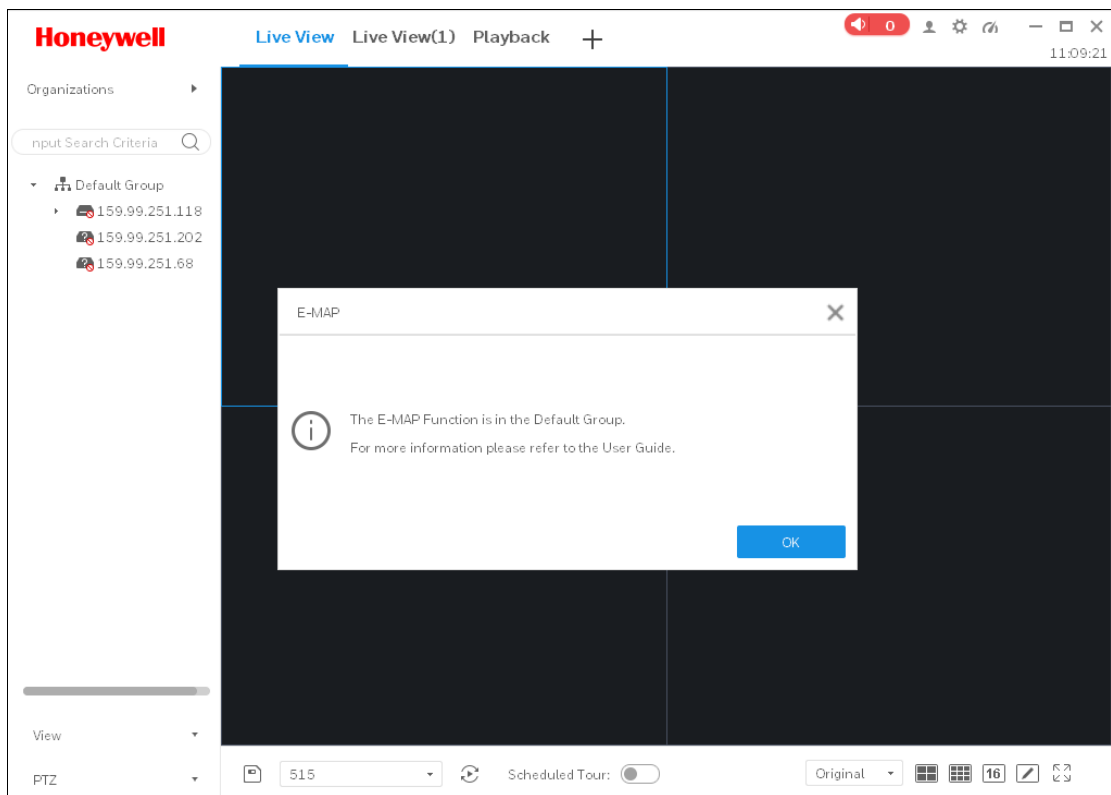 Honeywell
Live View Live View(1) Playback
0
11:09:21
Organizations
nput Search Criteria
Default Group
159.99.251.118
159.99.251.202
159.99.251.68
E-MAP
The E-MAP Function is in the Default Group.
For more information please refer to the User Guide.
OK
View
PTZ
515
Scheduled Tour:
Original
16